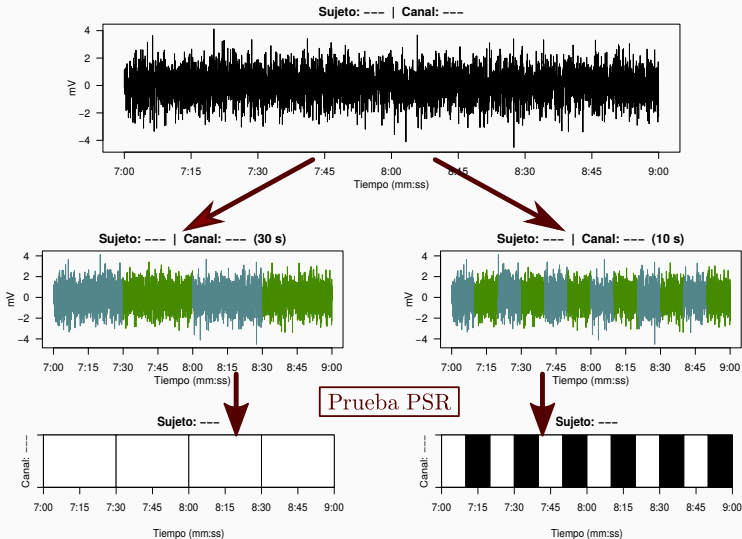 Sujeto: --- | Canal: ---
4
2
0
−2
−4
mV
7:00 7:15 7:30 7:45 8:00 8:15 8:30 8:45 9:00
Tiempo (mm:ss)
Sujeto: --- | Canal: --- (30 s)
4
2
0
−2
−4
mV
7:00 7:15 7:30 7:45 8:00 8:15 8:30 8:45 9:00
Tiempo (mm:ss)
Sujeto: --- | Canal: --- (10 s)
4
2
0
−2
−4
mV
7:00 7:15 7:30 7:45 8:00 8:15 8:30 8:45 9:00
Tiempo (mm:ss)
Prueba PSR
Sujeto: ---
Canal: ---
7:00 7:15 7:30 7:45 8:00 8:15 8:30 8:45 9:00
Tiempo (mm:ss)
Sujeto: ---
Canal: ---
7:00 7:15 7:30 7:45 8:00 8:15 8:30 8:45 9:00
Tiempo (mm:ss)